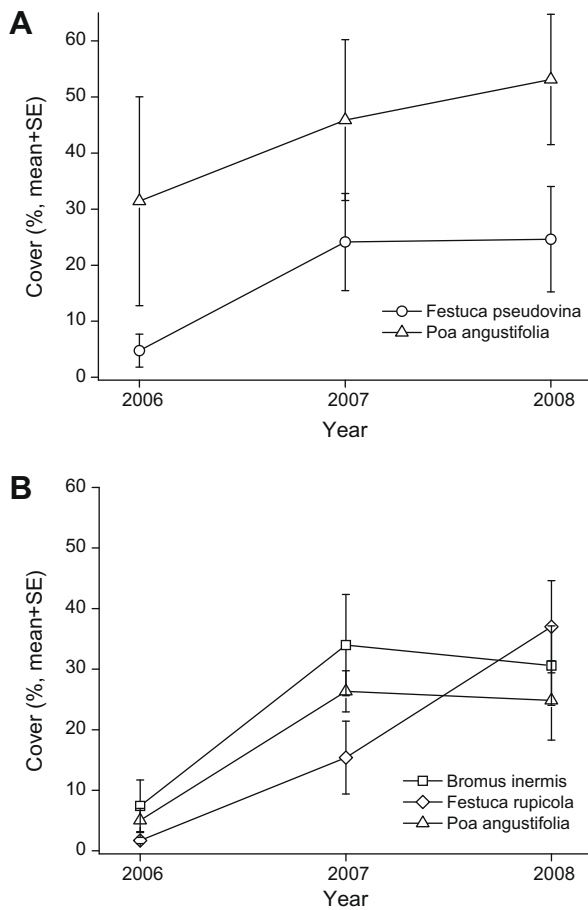 A
Cover (%, mean+SE)
60
50
40
30
20
10
0
Festuca pseudovina
Poa angustifolia
2006 2007 2008
Year
B
Cover (%, mean+SE)
60
50
40
30
20
10
0
Bromus inermis
Festuca rupicola
Poa angustifolia
2006 2007 2008
Year